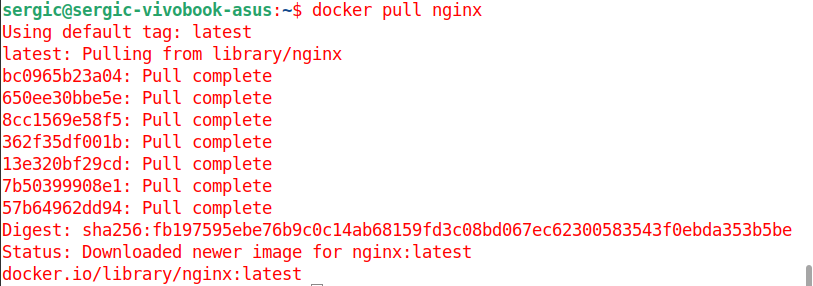 sergic@sergic-vivobook-asus:~$ docker pull nginx
Using default tag: latest
latest: Pulling from library/nginx
bc0965b23a04: Pull complete
650ee30bbe5e: Pull complete
8cc1569e58f5: Pull complete
362f35df001b: Pull complete
13e320bf29cd: Pull complete
7b50399908e1: Pull complete
57b64962dd94: Pull complete
Digest: sha256:fb197595ebe76b9c0c14ab68159fd3c08bd067ec62300583543f0ebda353b5be
Status: Downloaded newer image for nginx:latest
docker.io/library/nginx:latest